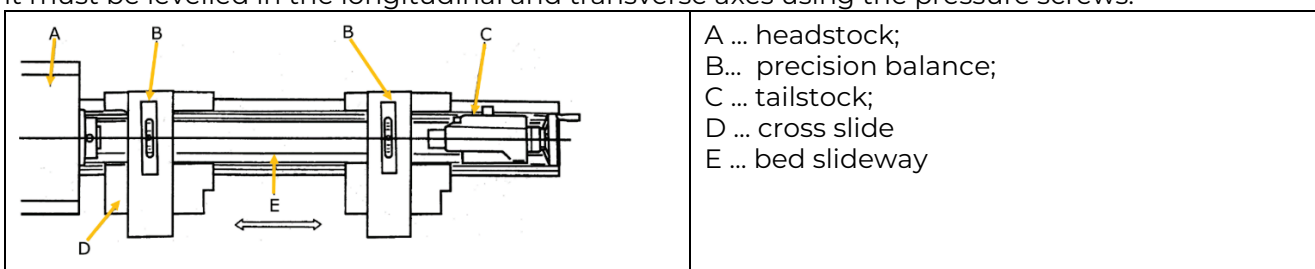 it must be levelled in the longitudinal and transverse axes using the pressure screws.
A B B C
E
D
A ... headstock;
B... precision balance;
C ... tailstock;
D ... cross slide
E ... bed slideway